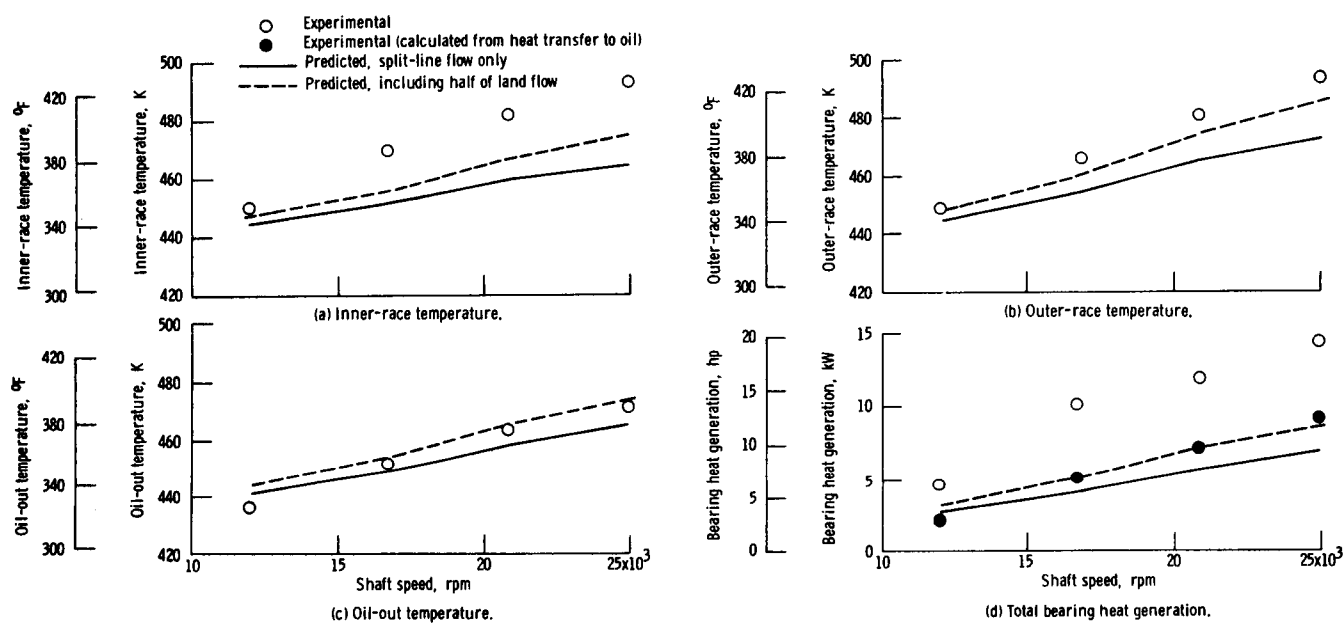 Experimental
Experimental (calculated from heat transfer to oil)
Predicted, split-line flow only
Predicted, including half of land flow
Inner-race temperature, °F
420
380
340
300
Inner-race temperature, K
500
480
460
440
420
(a) Inner-race temperature.
Outer-race temperature, °F
420
380
340
300
Outer-race temperature, K
500
480
460
440
420
(b) Outer-race temperature.
Oil-out temperature, °F
420
380
340
300
Oil-out temperature, K
500
470
460
440
420
10
15
20
25x10³
Shaft speed, rpm
(c) Oil-out temperature.
Bearing heat generation, hp
20
15
10
5
0
Bearing heat generation, kW
15
10
5
0
10
15
20
25x10³
Shaft speed, rpm
(d) Total bearing heat generation.